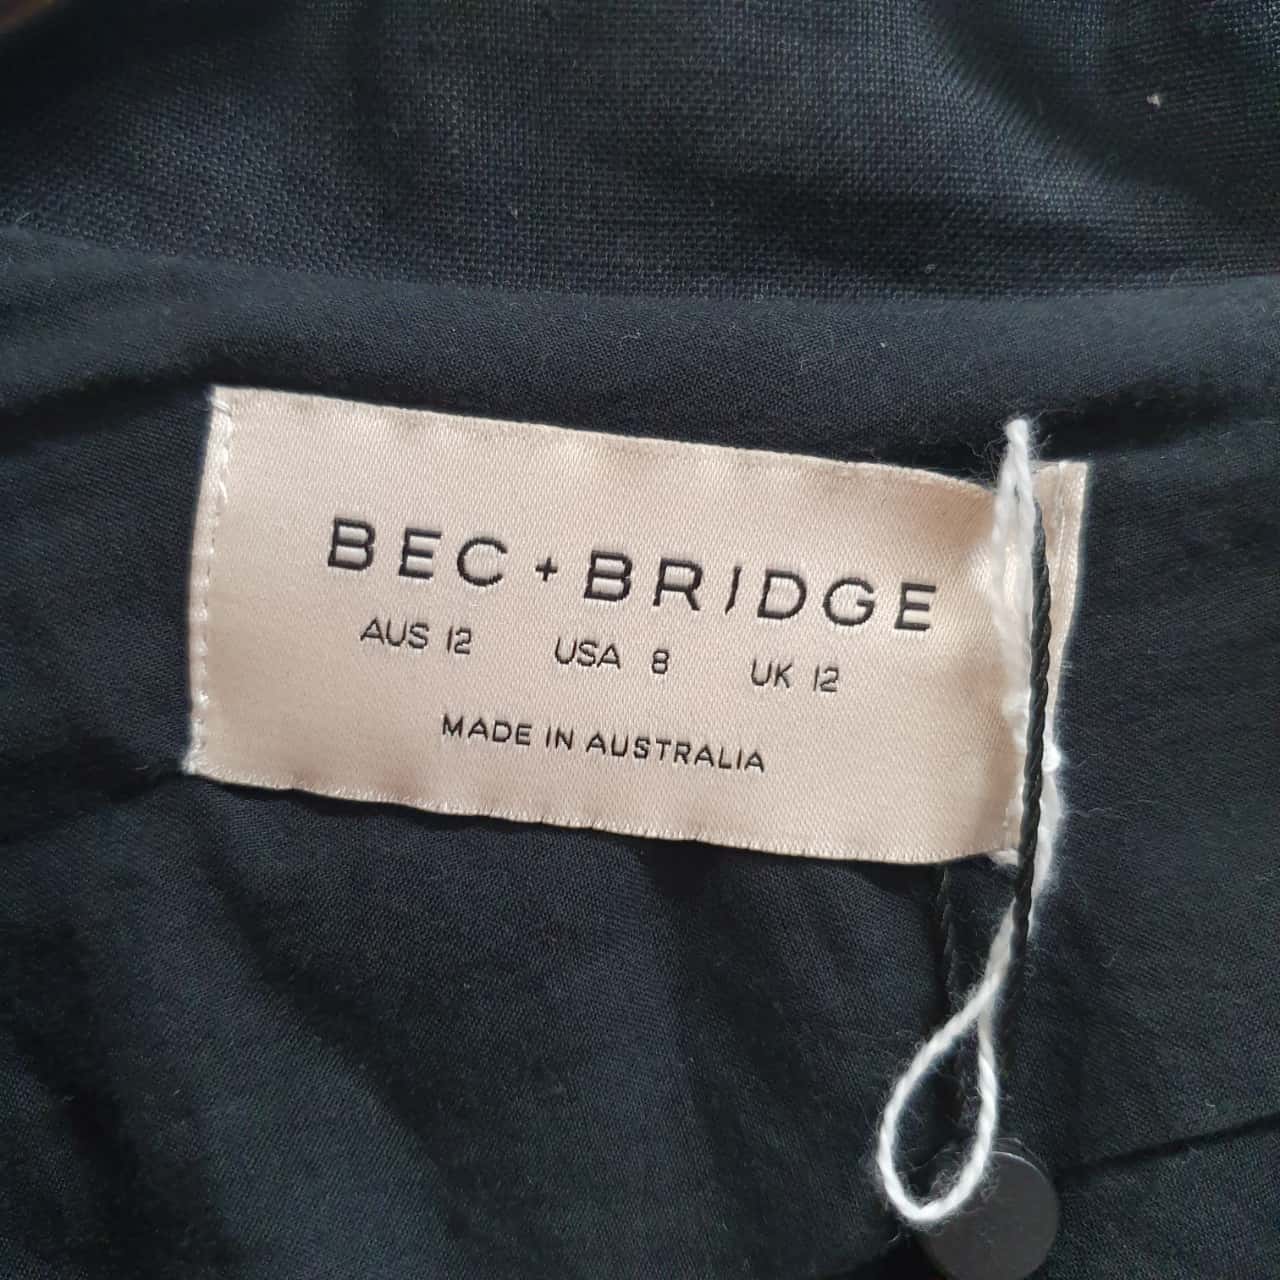 BEC + BRIDGE
AUS 12 USA 8 UK 12
MADE IN AUSTRALIA